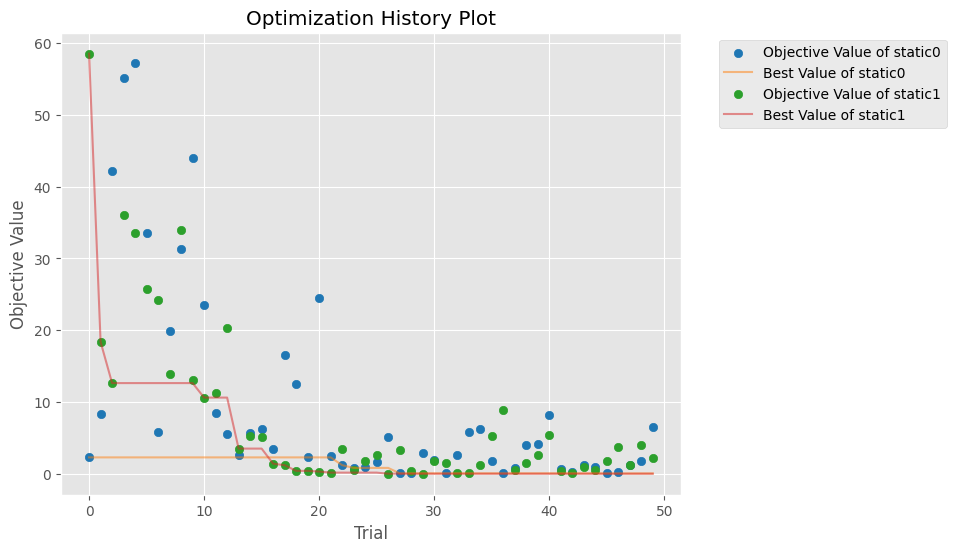 Optimization History Plot
Objective Value
60
50
40
30
20
10
0
0
10
20
30
40
50
Trial
Objective Value of static0
Best Value of static0
Objective Value of static1
Best Value of static1